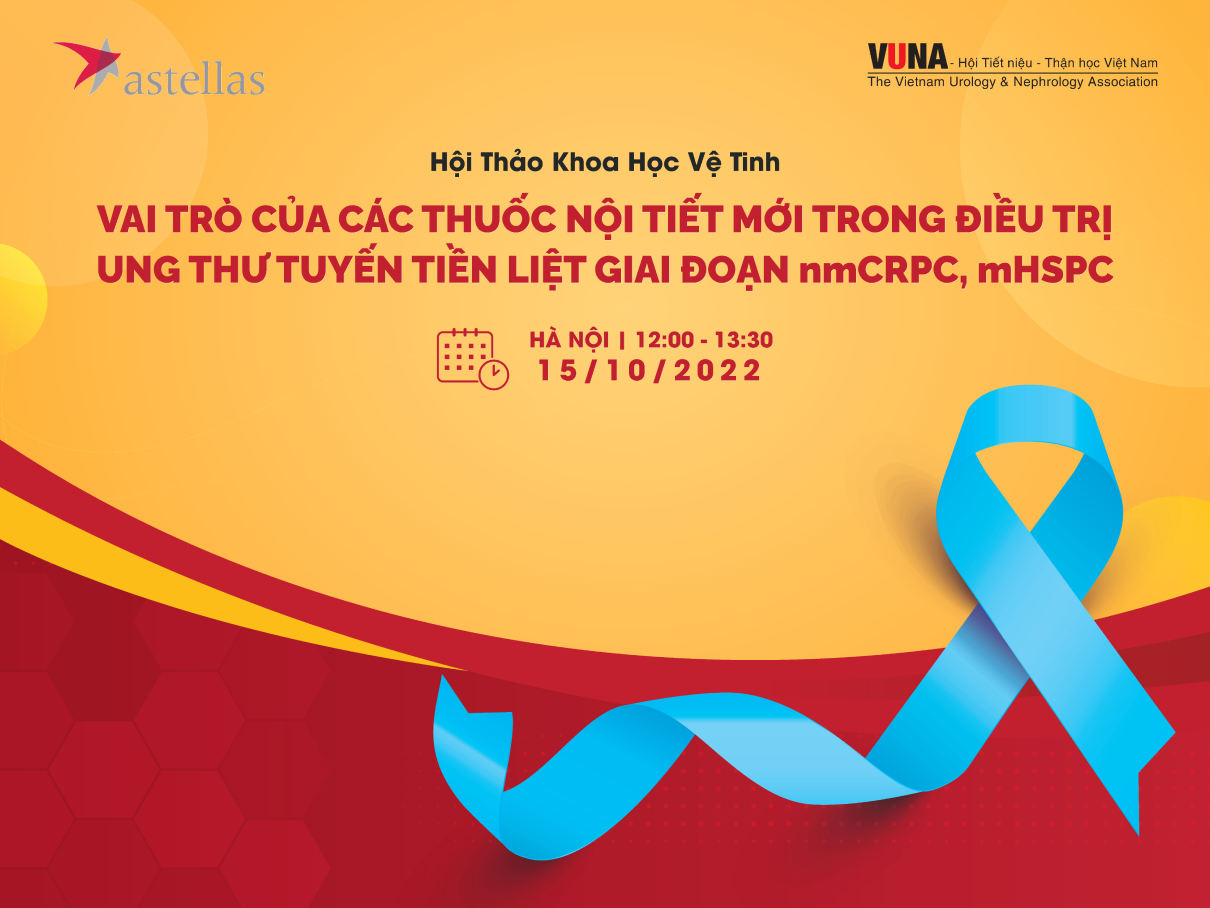 astellas
VUNA - Hội Tiết niệu - Thận học Việt Nam
The Vietnam Urology & Nephrology Association
Hội Thảo Khoa Học Vệ Tinh
VAI TRÒ CỦA CÁC THUỐC NỘI TIẾT MỚI TRONG ĐIỀU TRỊ
UNG THƯ TUYẾN TIỀN LIỆT GIAI ĐOẠN nmCRPC, mHSPC
HÀ NỘI | 12:00 - 13:30
15/10/2022